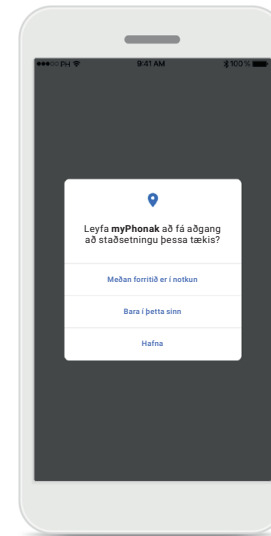 PH 9:41 AM 100 %
Leyfa myPhonak að fá aðgang
að staðsetningu þessa tækis?
Meðan forritið er í notkun
Bara í þetta sinn
Hafna